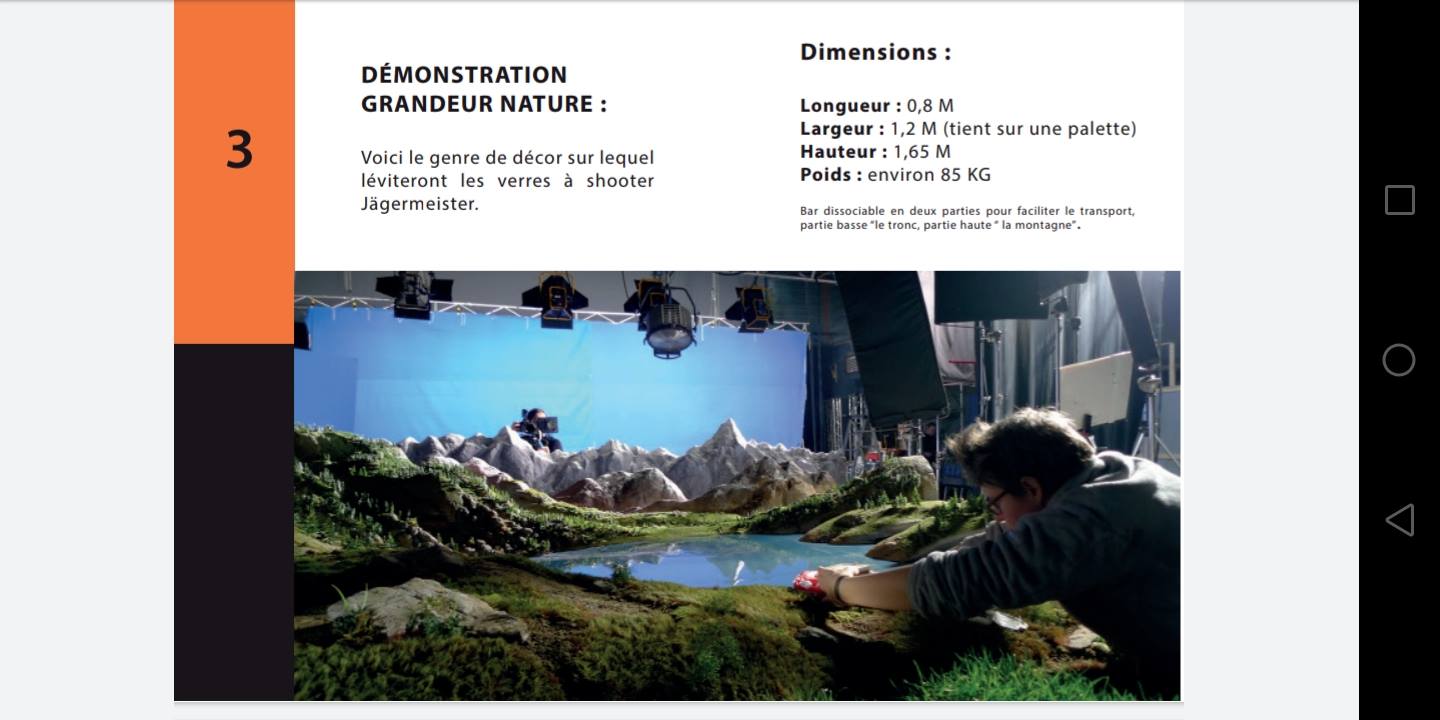 3
DÉMONSTRATION
GRANDEUR NATURE :
Voici le genre de décor sur lequel
léviteront les verres à shooter
Jägermeister.
Dimensions :
Longueur : 0,8 M
Largeur : 1,2 M (tient sur une palette)
Hauteur : 1,65 M
Poids : environ 85 KG
Bar dissociable en deux parties pour faciliter le transport,
partie basse “le tronc, partie haute “ la montagne”.